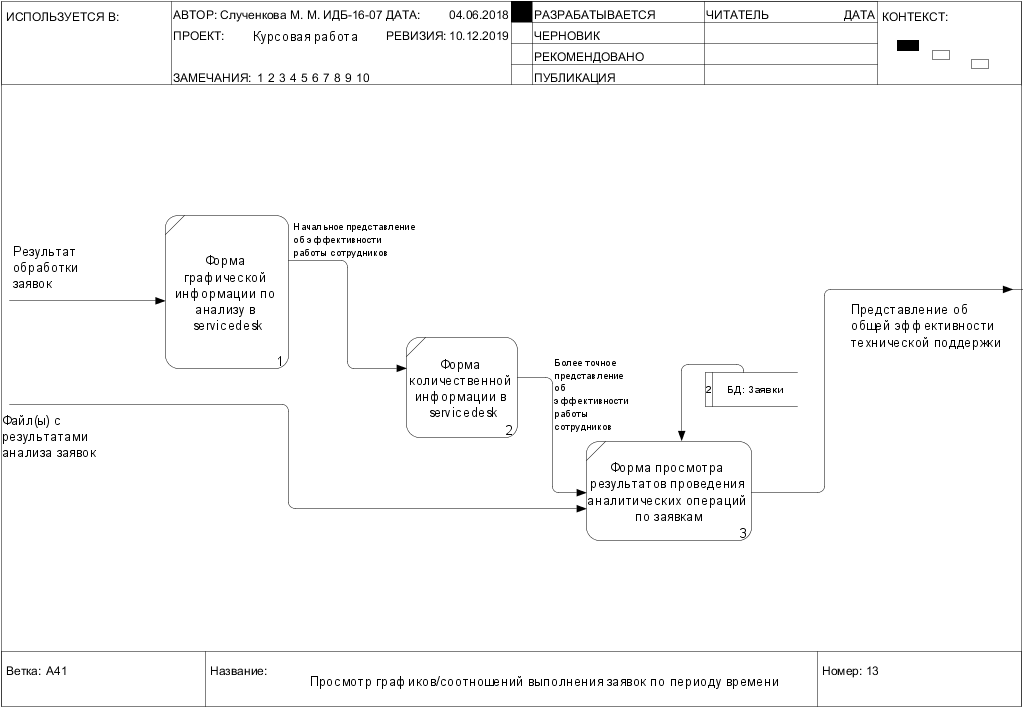 ИСПОЛЬЗУЕТСЯ В:
АВТОР: Слученкова М. М. ИДБ-16-07 ДАТА: 04.06.2018
ПРОЕКТ: Курсовая работа РЕВИЗИЯ: 10.12.2019
ЗАМЕЧАНИЯ: 1 2 3 4 5 6 7 8 9 10
РАЗРАБАТЫВАЕТСЯ
ЧЕРНОВИК
РЕКОМЕНДОВАНО
ПУБЛИКАЦИЯ
ЧИТАТЕЛЬ ДАТА
КОНТЕКСТ:
Результат
обработки
заявок
Форма
графической
информации по
анализу в
servicedesk
1
Начальное представление
об эффективности
работы сотрудников
Форма
количественной
информации в
servicedesk
2
Более точное
представление
об
эффективности
работы
сотрудников
2 БД: Заявки
Представление об
общей эффективности
технической поддержки
Файл(ы) с
результатами
анализа заявок
Форма просмотра
результатов проведения
аналитических операций
по заявкам
3
Ветка: A41
Название:
Просмотр графиков/соотношений выполнения заявок по периоду времени
Номер: 13